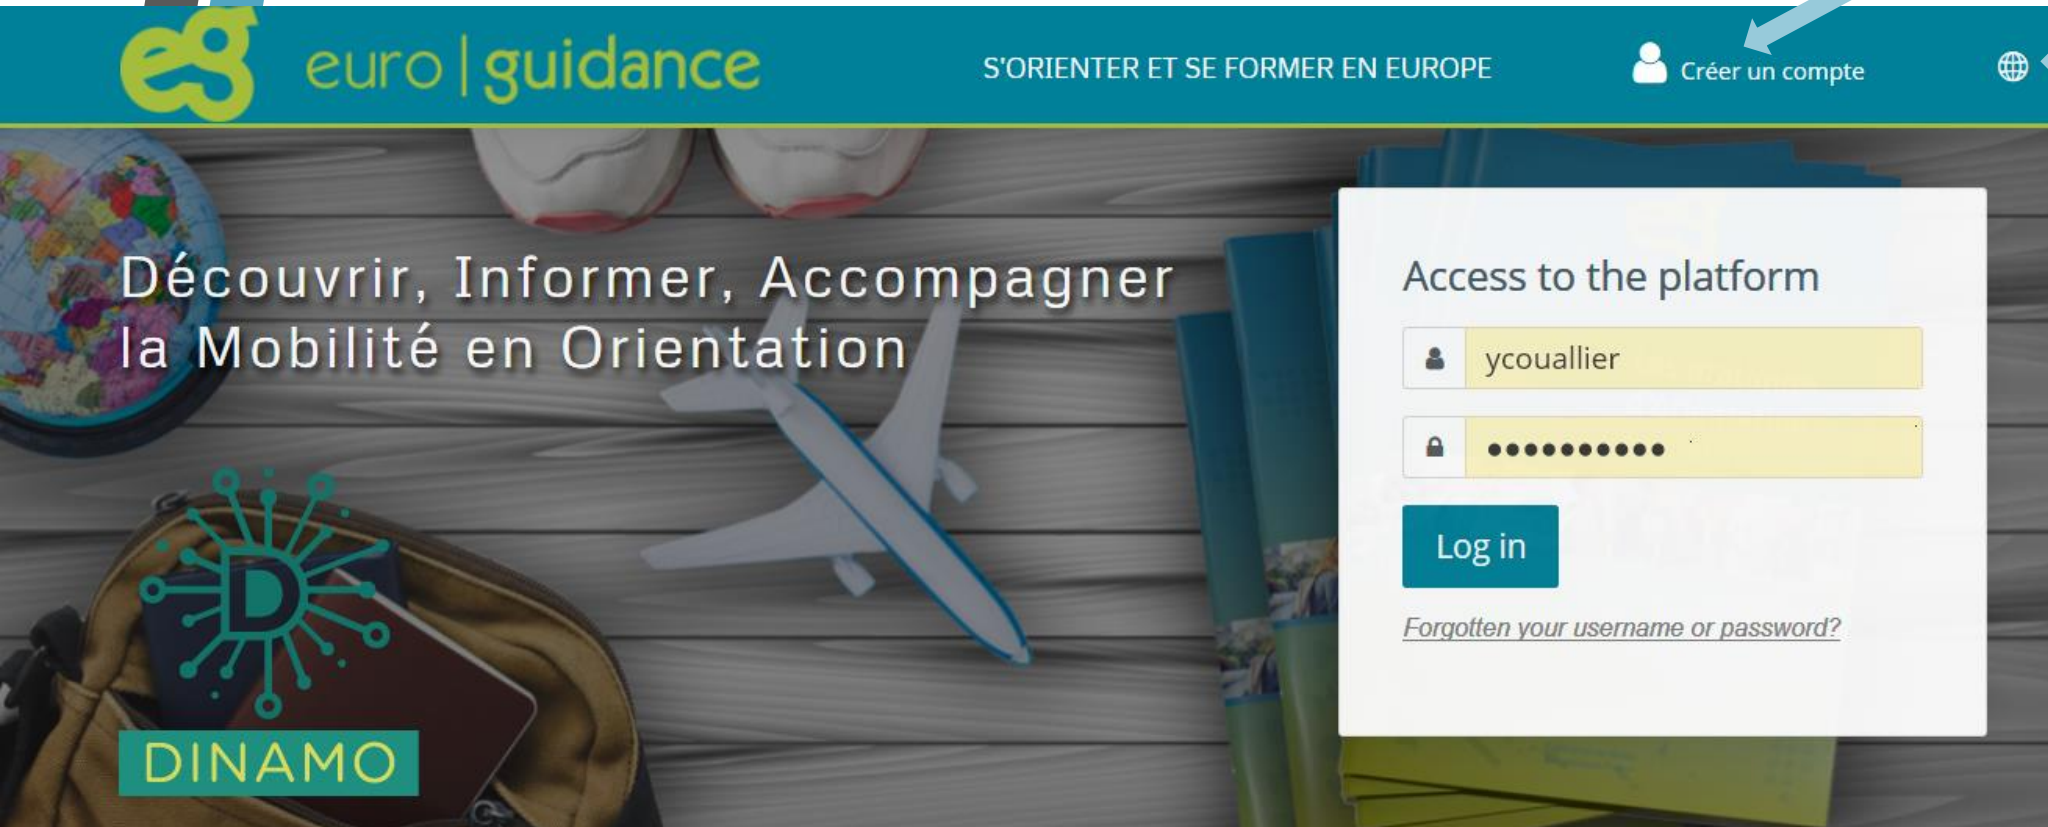 eg euro | guidance
S'ORIENTER ET SE FORMER EN EUROPE
Créer un compte
Découvrir, Informer, Accompagner
la Mobilité en Orientation
Access to the platform
ycouallier
••••••••••
Log in
Forgotten your username or password?
D
DINAMO